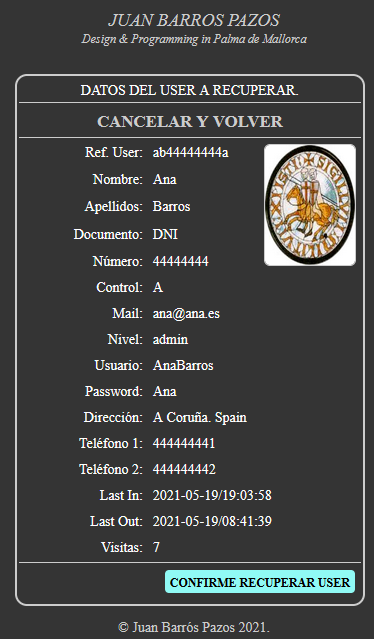 JUAN BARROS PAZOS
Design & Programming in Palma de Mallorca
DATOS DEL USER A RECUPERAR.
CANCELAR Y VOLVER
Ref. User: ab44444444a
Nombre: Ana
Apellidos: Barros
Documento: DNI
Número: 44444444
Control: A
Mail: ana@ana.es
Nivel: admin
Usuario: AnaBarros
Password: Ana
Dirección: A Coruña. Spain
Teléfono 1: 444444441
Teléfono 2: 444444442
Last In: 2021-05-19/19:03:58
Last Out: 2021-05-19/08:41:39
Visitas: 7
CONFIRME RECUPERAR USER
© Juan Barrós Pazos 2021.